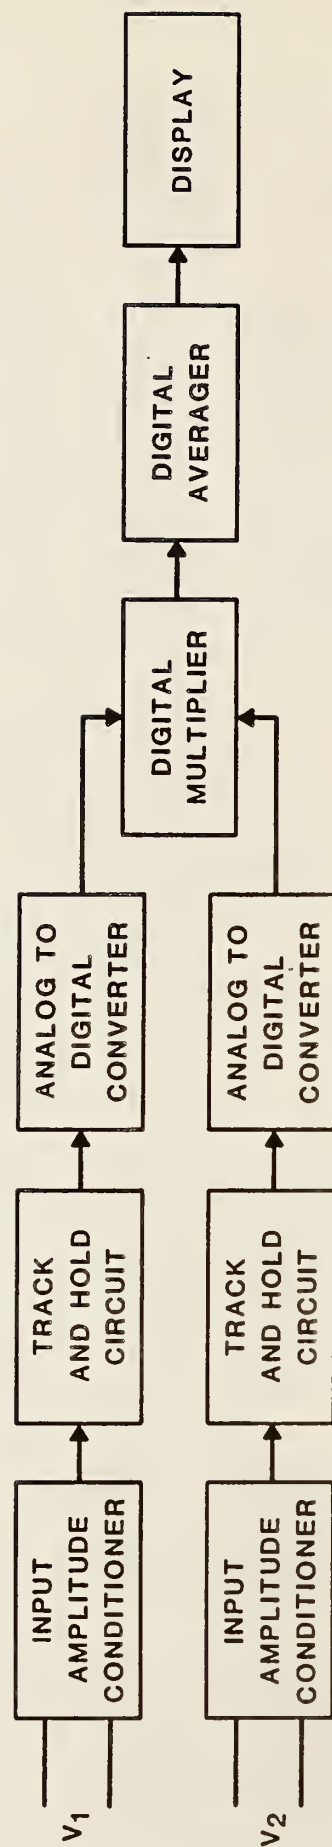 V1
INPUT
AMPLITUDE
CONDITIONER
TRACK
AND HOLD
CIRCUIT
ANALOG TO
DIGITAL
CONVERTER
V2
INPUT
AMPLITUDE
CONDITIONER
TRACK
AND HOLD
CIRCUIT
ANALOG TO
DIGITAL
CONVERTER
DIGITAL
MULTIPLIER
DIGITAL
AVERAGER
DISPLAY